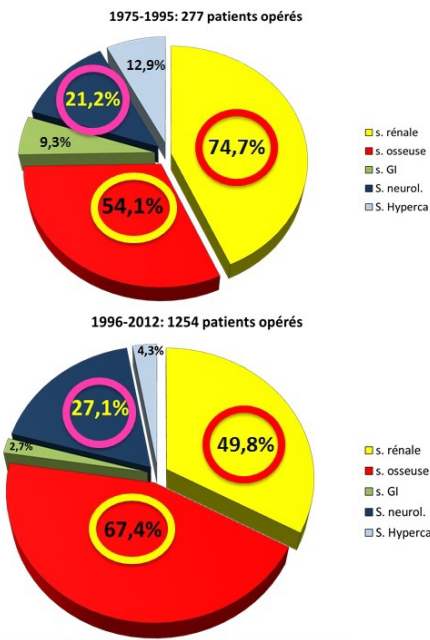 1975-1995: 277 patients opérés
12,9%
21,2%
9,3%
74,7%
54,1%
s. rénale
s. osseuse
s. GI
S. neurol.
S. Hyperca
1996-2012: 1254 patients opérés
4,3%
27,1%
2,7%
49,8%
67,4%
s. rénale
s. osseuse
s. GI
S. neurol.
S. Hyperca